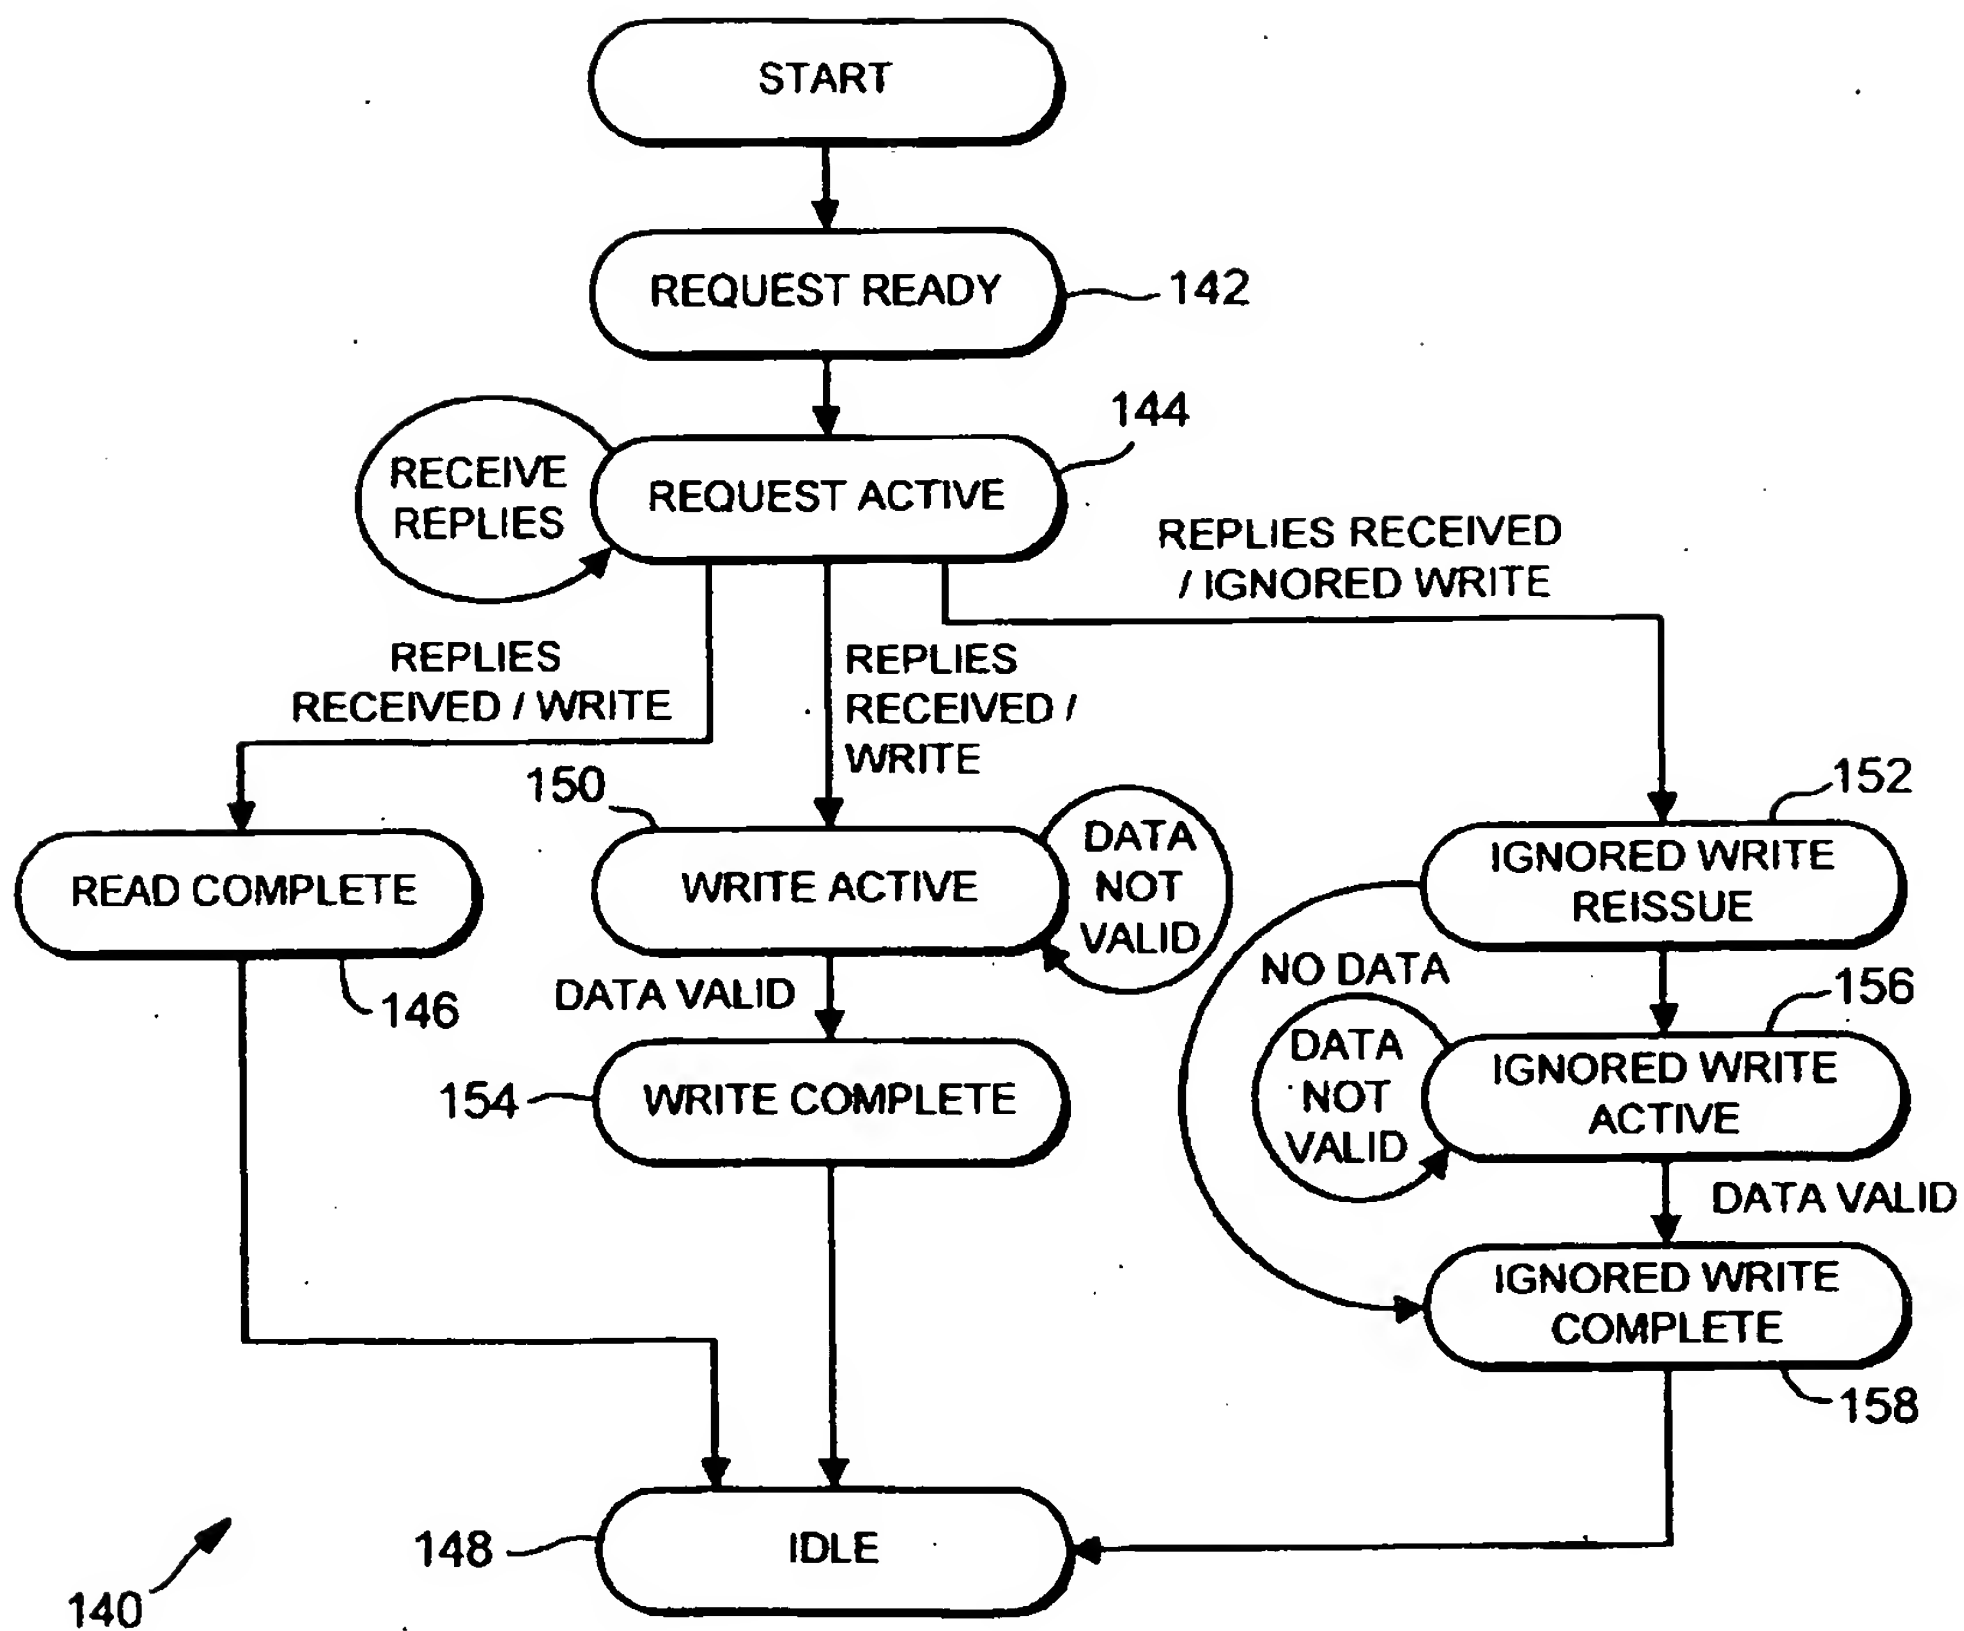 START
REQUEST READY
142
144
RECEIVE
REPLIES
REQUEST ACTIVE
REPLIES RECEIVED
/ IGNORED WRITE
REPLIES
RECEIVED / WRITE
REPLIES
RECEIVED /
WRITE
150
152
READ COMPLETE
146
WRITE ACTIVE
DATA
NOT
VALID
IGNORED WRITE
REISSUE
NO DATA
DATA VALID
156
154
WRITE COMPLETE
DATA
NOT
VALID
IGNORED WRITE
ACTIVE
DATA VALID
IGNORED WRITE
COMPLETE
158
148
IDLE
140